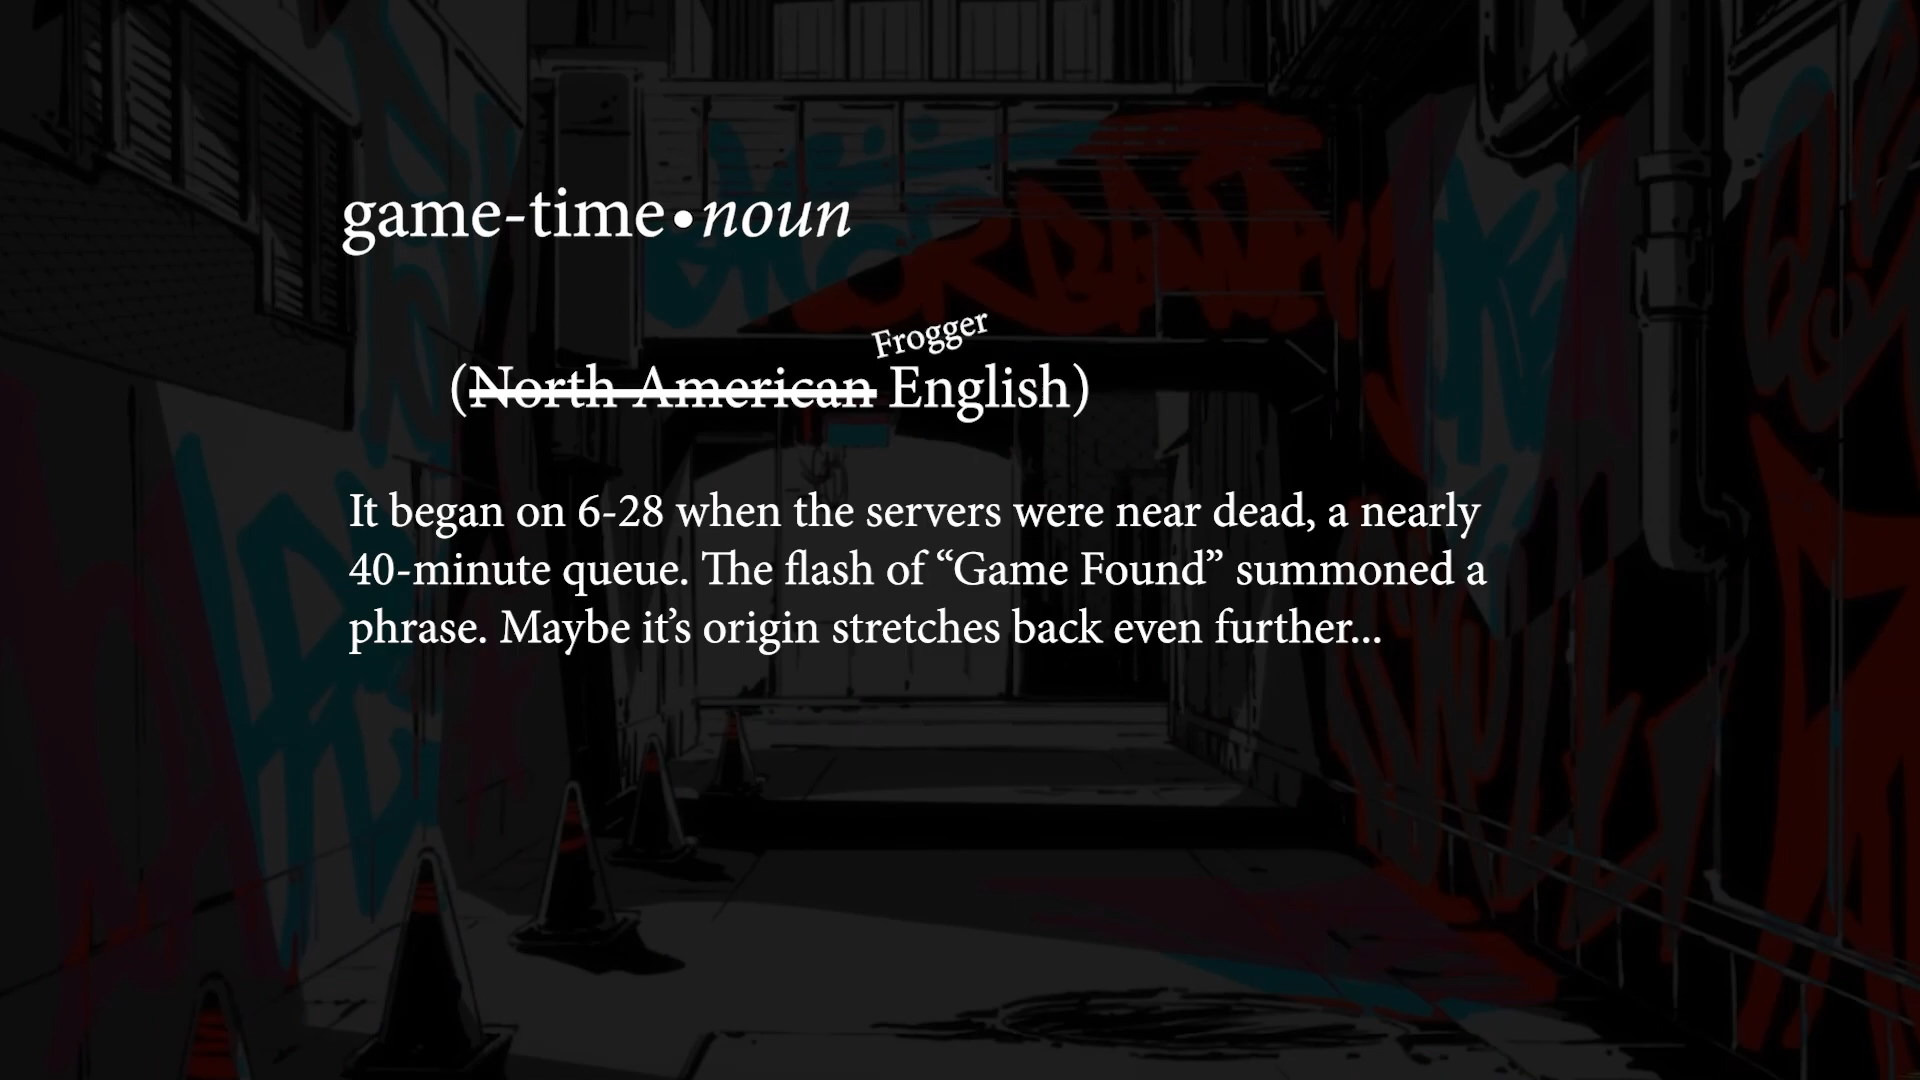 game-time•noun
Frogger
(North American English)
It began on 6-28 when the servers were near dead, a nearly
40-minute queue. The flash of “Game Found” summoned a
phrase. Maybe it’s origin stretches back even further...